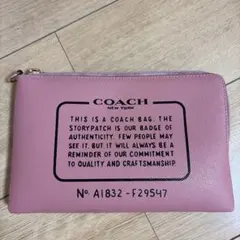 COACH
NEW YORK
THIS IS A COACH BAG. THE
STORYPATCH IS OUR BADGE OF
AUTHENTICITY. FEW PEOPLE MAY
SEE IT. BUT IT WILL ALWAYS BE A
REMINDER OF OUR COMMITMENT
TO QUALITY AND CRAFTSMANSHIP
No A1832 - F29547